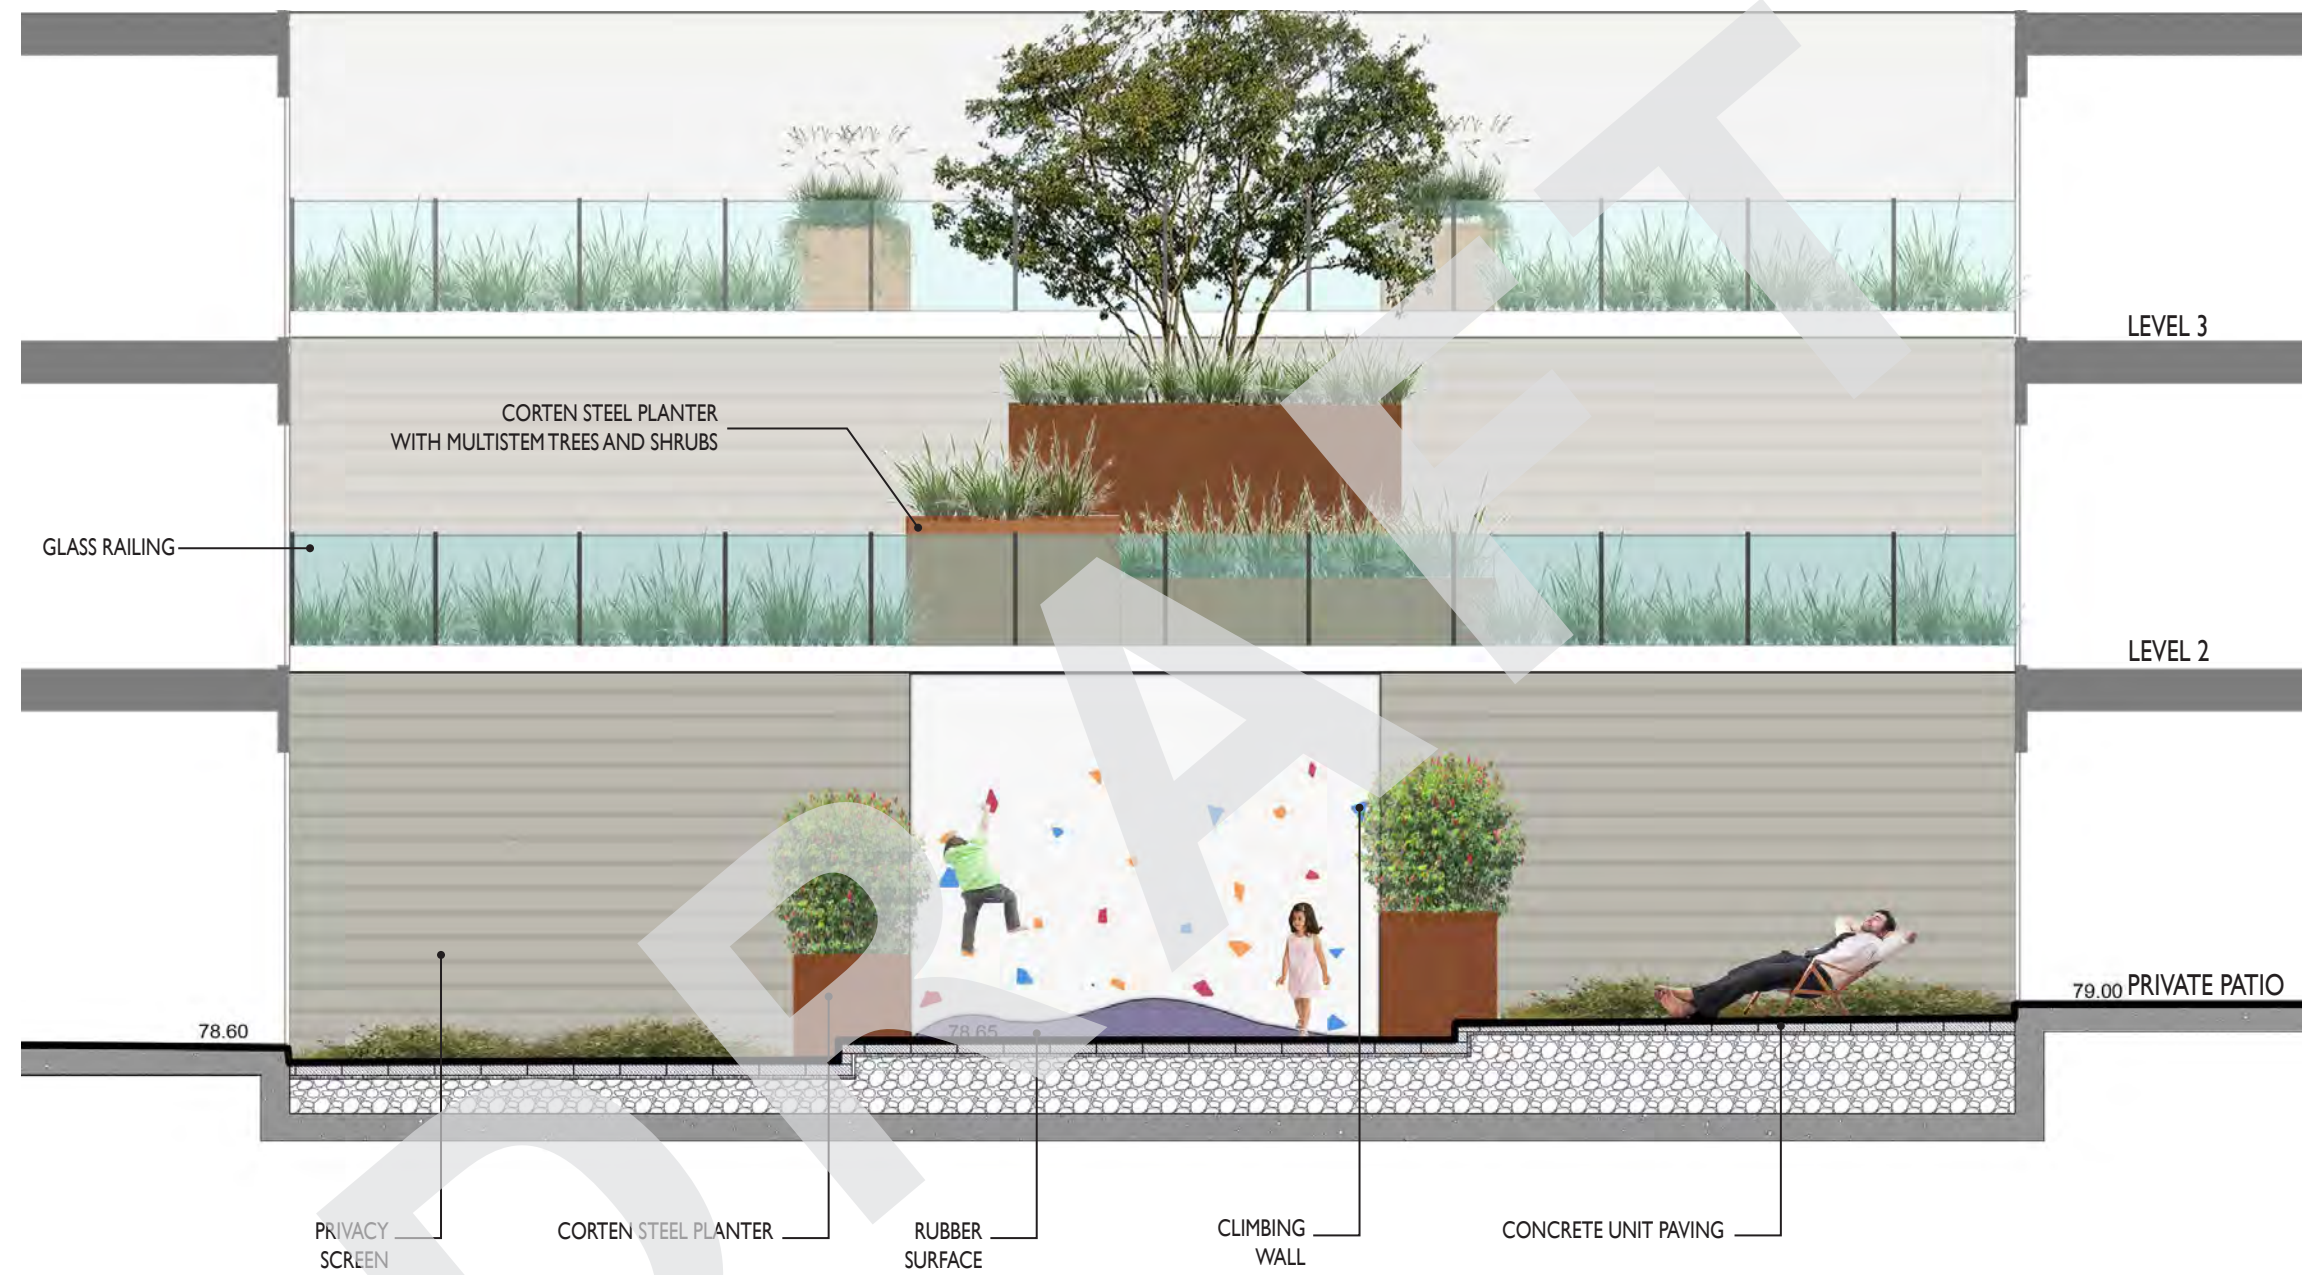 LEVEL 3
CORTEN STEEL PLANTER
WITH MULTISTEM TREES AND SHRUBS
GLASS RAILING
LEVEL 2
79.00 PRIVATE PATIO
78.60
78.65
PRIVACY
SCREEN
CORTEN STEEL PLANTER
RUBBER
SURFACE
CLIMBING
WALL
CONCRETE UNIT PAVING
DRAFT